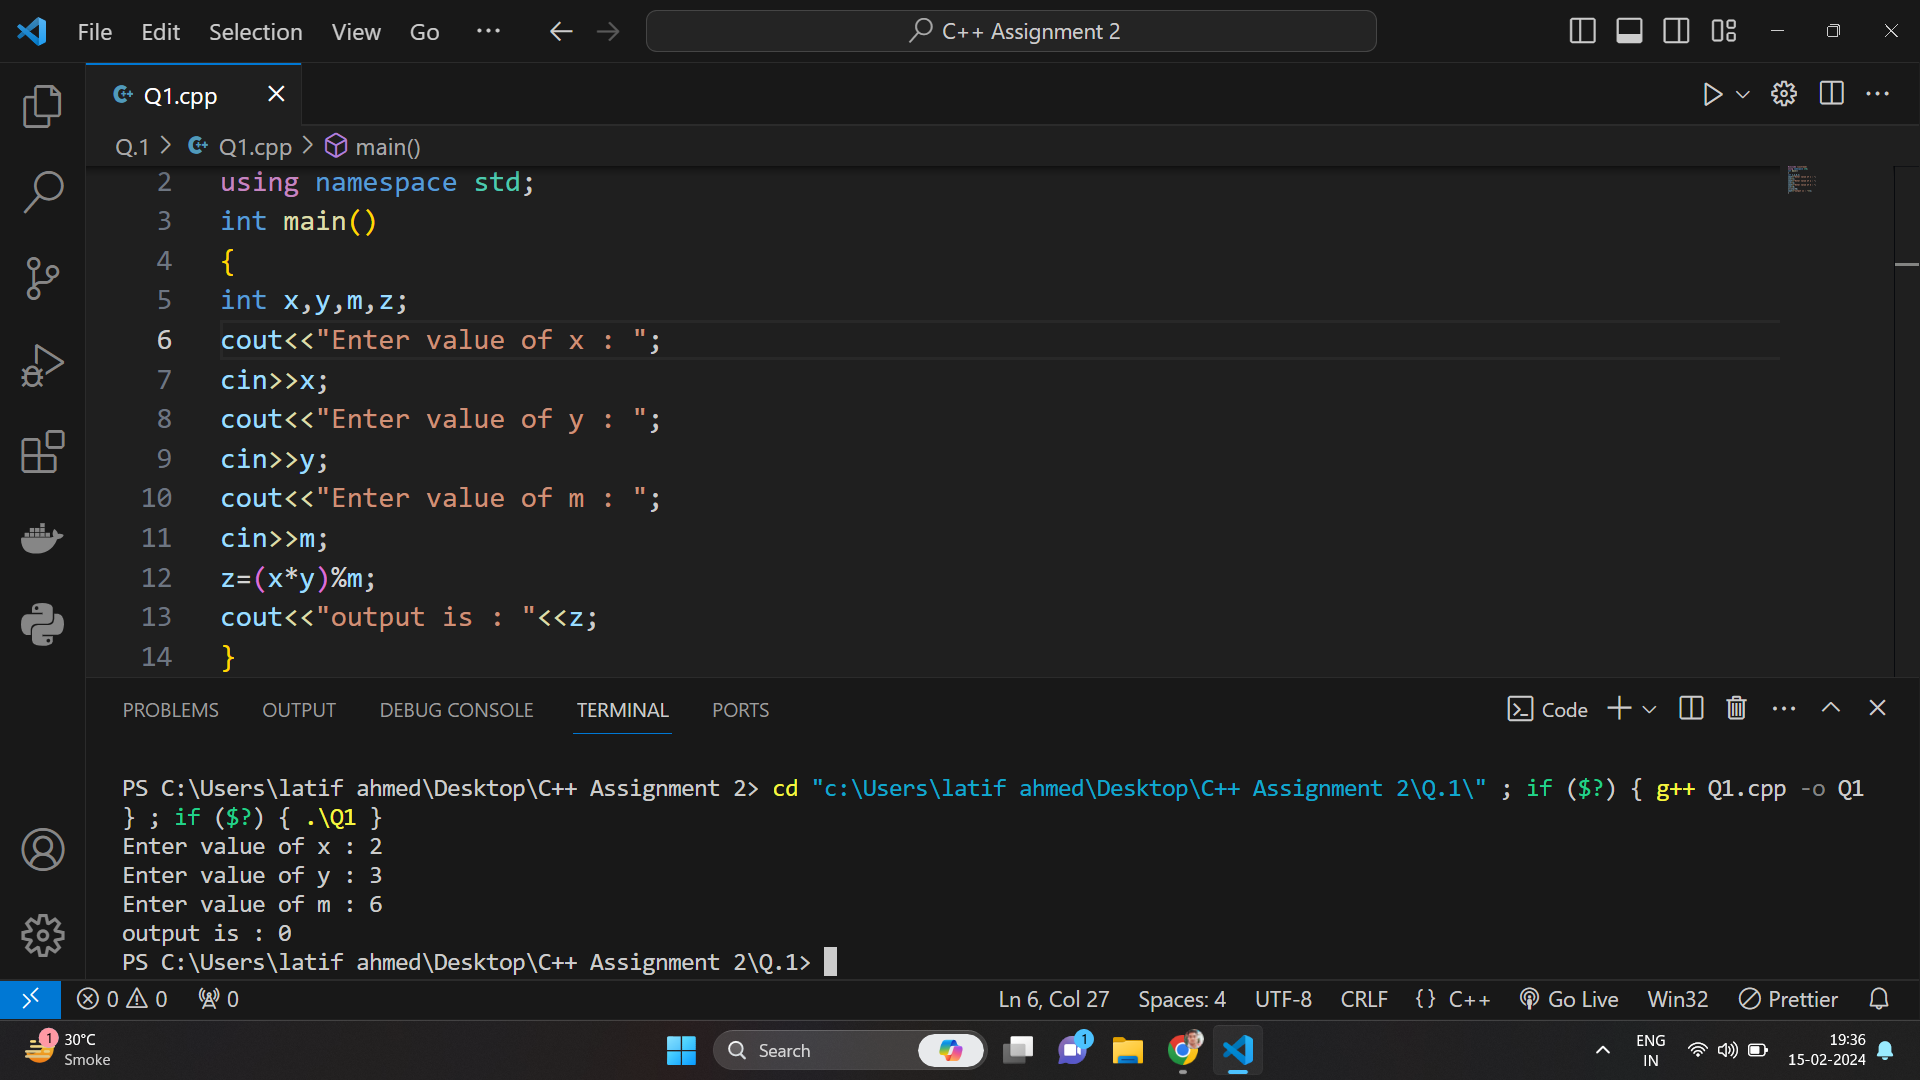 File Edit Selection View Go ··· C++ Assignment 2
Q1.cpp
Q.1 > Q1.cpp > main()
2 using namespace std;
3 int main()
4 {
5 int x,y,m,z;
6 cout<<"Enter value of x : ";
7 cin>>x;
8 cout<<"Enter value of y : ";
9 cin>>y;
10 cout<<"Enter value of m : ";
11 cin>>m;
12 z=(x*y)%m;
13 cout<<"output is : "<<z;
14 }
PROBLEMS OUTPUT DEBUG CONSOLE TERMINAL PORTS Code
PS C:\Users\latif ahmed\Desktop\C++ Assignment 2> cd "c:\Users\latif ahmed\Desktop\C++ Assignment 2\Q.1\" ; if ($?) { g++ Q1.cpp -o Q1
} ; if ($?) { .\Q1 }
Enter value of x : 2
Enter value of y : 3
Enter value of m : 6
output is : 0
PS C:\Users\latif ahmed\Desktop\C++ Assignment 2\Q.1>
0 0 0 Ln 6, Col 27 Spaces: 4 UTF-8 CRLF {} C++ Go Live Win32 Prettier
1 30°C
Smoke
Search
1
ENG
IN
19:36
15-02-2024